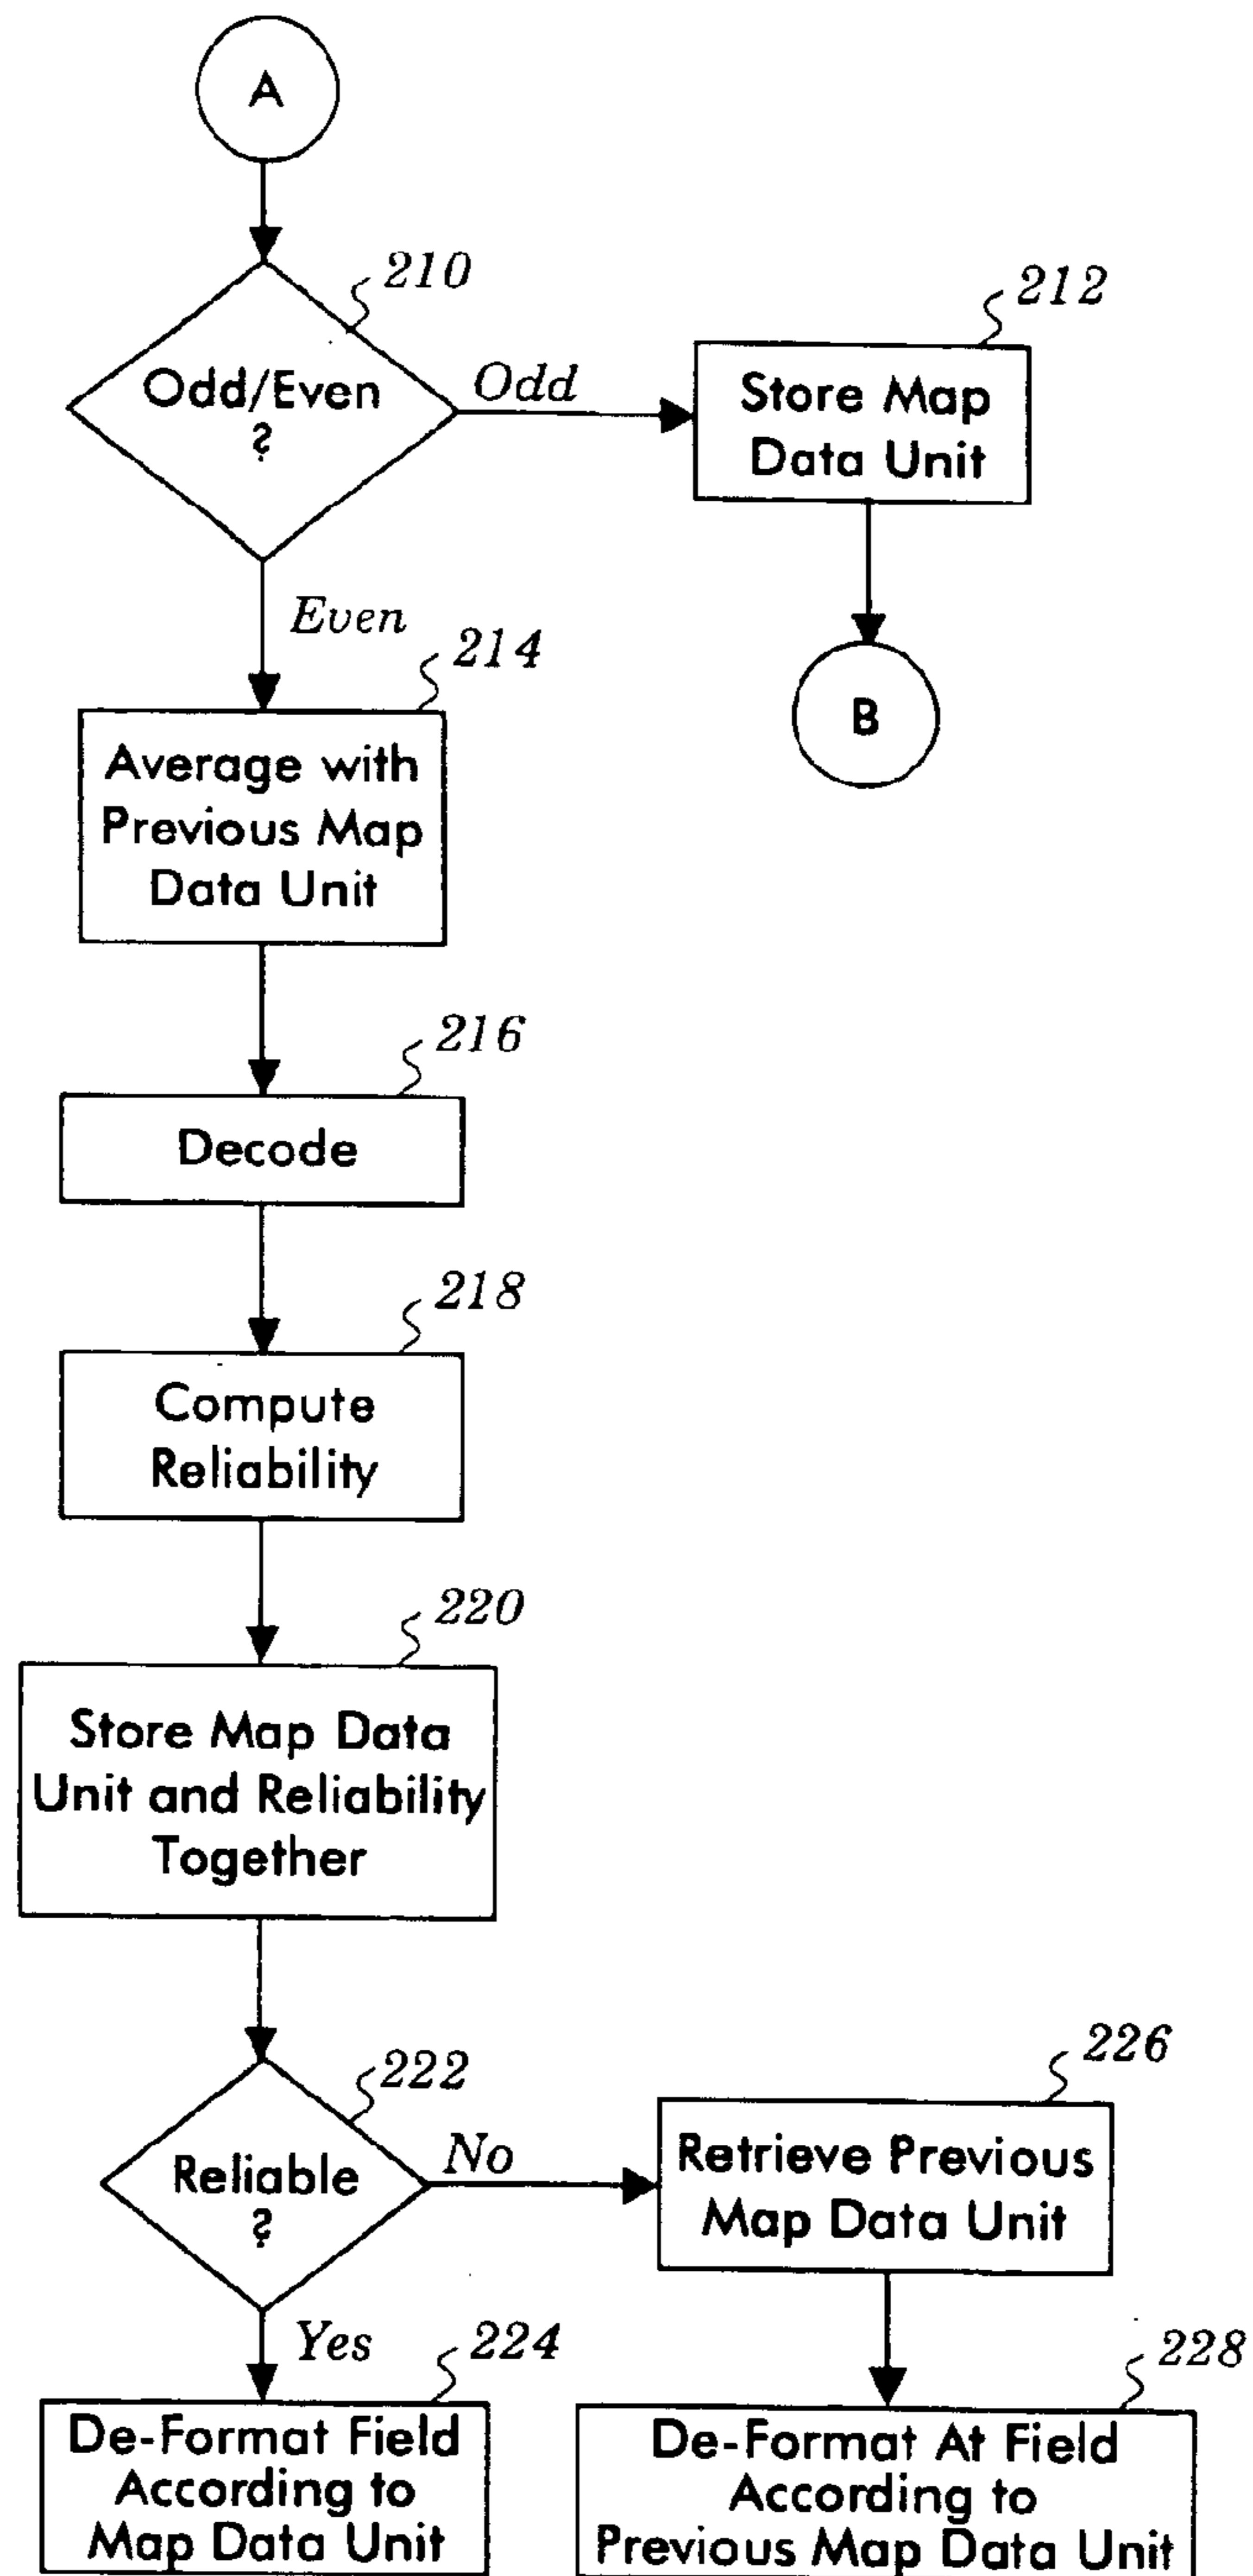 A
210
Odd/Even
?
Odd
212
Store Map
Data Unit
B
Even
214
Average with
Previous Map
Data Unit
216
Decode
218
Compute
Reliability
220
Store Map Data
Unit and Reliability
Together
222
Reliable
?
No
226
Retrieve Previous
Map Data Unit
Yes
224
De-Format Field
According to
Map Data Unit
228
De-Format At Field
According to
Previous Map Data Unit